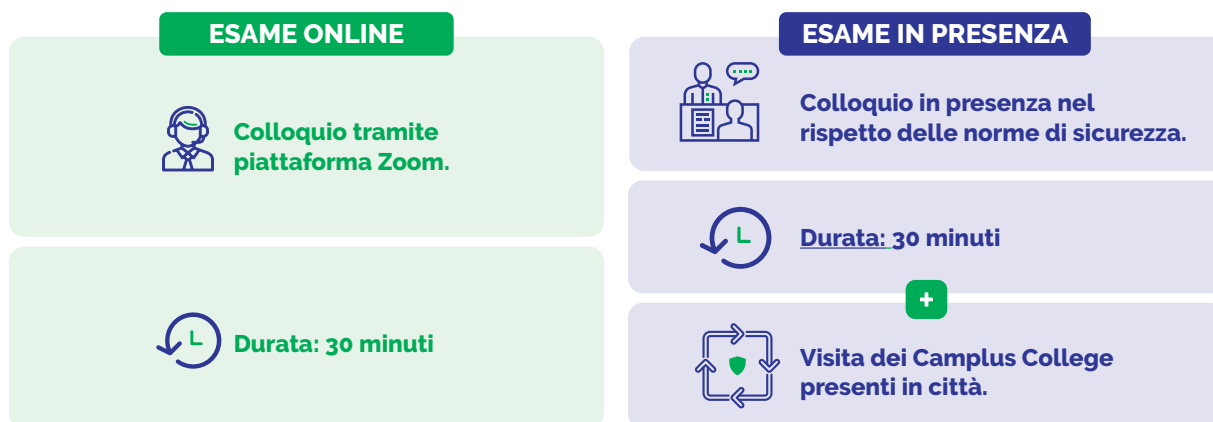 ESAME ONLINE
Colloquio tramite
piattaforma Zoom.
Durata: 30 minuti
ESAME IN PRESENZA
Colloquio in presenza nel
rispetto delle norme di sicurezza.
Durata: 30 minuti
+
Visita dei Camplus College
presenti in città.